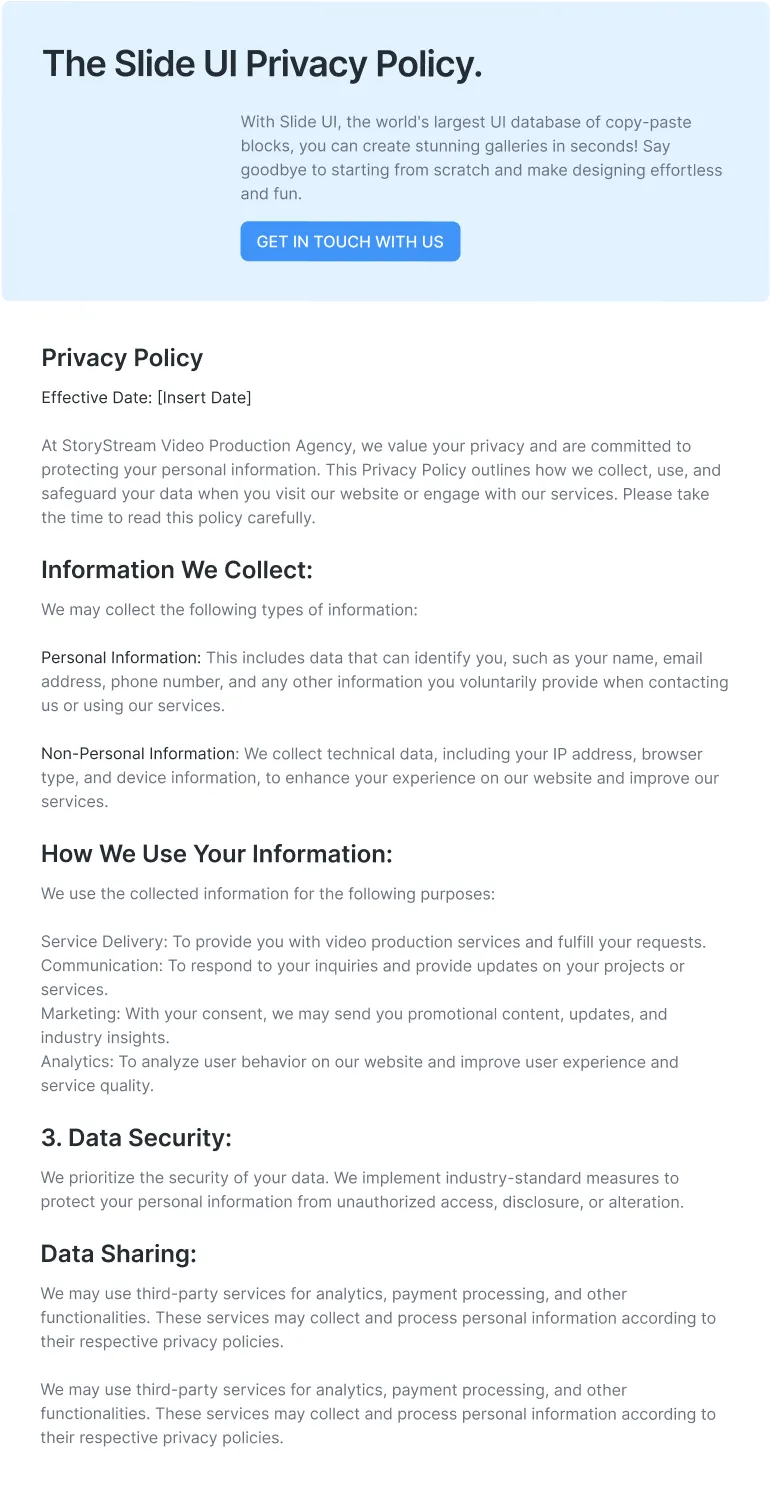 The Slide UI Privacy Policy.
With Slide UI, the world's largest UI database of copy-paste
blocks, you can create stunning galleries in seconds! Say
goodbye to starting from scratch and make designing effortless
and fun.
GET IN TOUCH WITH US
Privacy Policy
Effective Date: [Insert Date]
At StoryStream Video Production Agency, we value your privacy and are committed to
protecting your personal information. This Privacy Policy outlines how we collect, use, and
safeguard your data when you visit our website or engage with our services. Please take
the time to read this policy carefully.
Information We Collect:
We may collect the following types of information:
Personal Information: This includes data that can identify you, such as your name, email
address, phone number, and any other information you voluntarily provide when contacting
us or using our services.
Non-Personal Information: We collect technical data, including your IP address, browser
type, and device information, to enhance your experience on our website and improve our
services.
How We Use Your Information:
We use the collected information for the following purposes:
Service Delivery: To provide you with video production services and fulfill your requests.
Communication: To respond to your inquiries and provide updates on your projects or
services.
Marketing: With your consent, we may send you promotional content, updates, and
industry insights.
Analytics: To analyze user behavior on our website and improve user experience and
service quality.
3. Data Security:
We prioritize the security of your data. We implement industry-standard measures to
protect your personal information from unauthorized access, disclosure, or alteration.
Data Sharing:
We may use third-party services for analytics, payment processing, and other
functionalities. These services may collect and process personal information according to
their respective privacy policies.
We may use third-party services for analytics, payment processing, and other
functionalities. These services may collect and process personal information according to
their respective privacy policies.